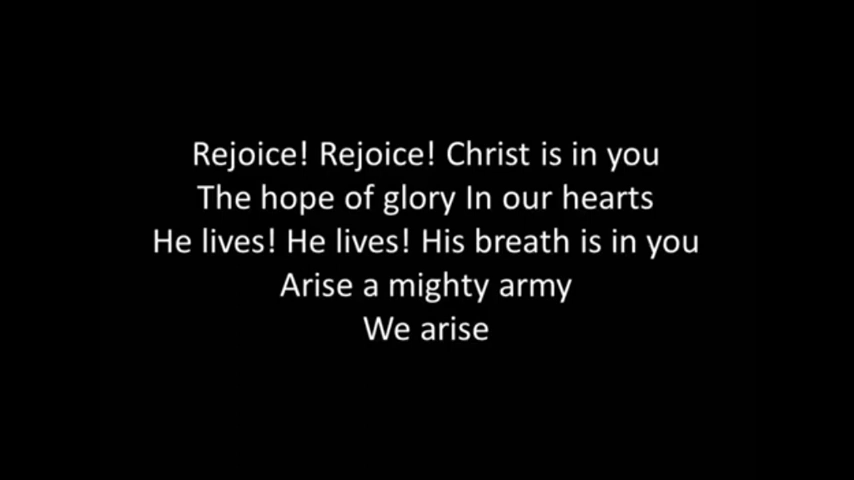 Rejoice! Rejoice! Christ is in you
The hope of glory In our hearts
He lives! He lives! His breath is in you
Arise a mighty army
We arise